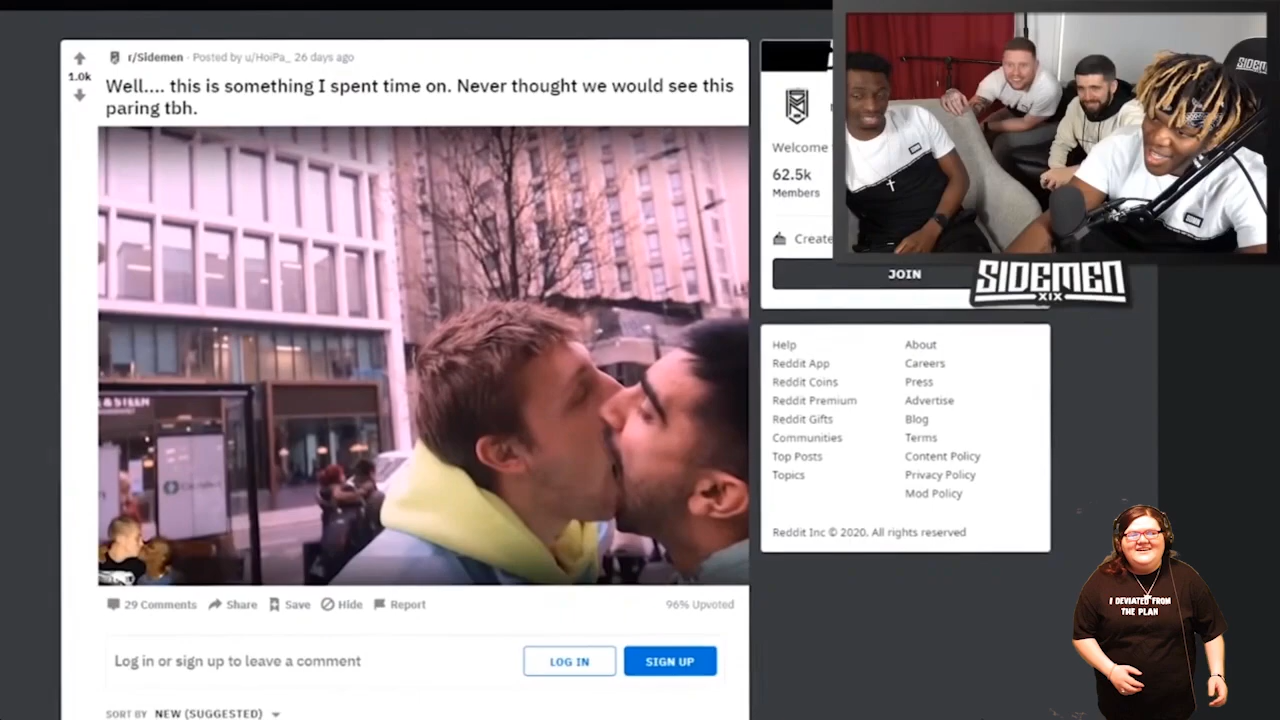 r/Sidemen · Posted by u/HoiPa_ 26 days ago
1.0k
Well.... this is something I spent time on. Never thought we would see this
paring tbh.
& STEEN
29 Comments Share Save Hide Report
96% Upvoted
Log in or sign up to leave a comment
LOG IN
SIGN UP
SORT BY NEW (SUGGESTED)
Welcome
62.5k
Members
Create
JOIN
SIDEMEN
XIX
Help
Reddit App
Reddit Coins
Reddit Premium
Reddit Gifts
Communities
Top Posts
Topics
About
Careers
Press
Advertise
Blog
Terms
Content Policy
Privacy Policy
Mod Policy
Reddit Inc © 2020. All rights reserved
I DEVIATED FROM
THE PLAN